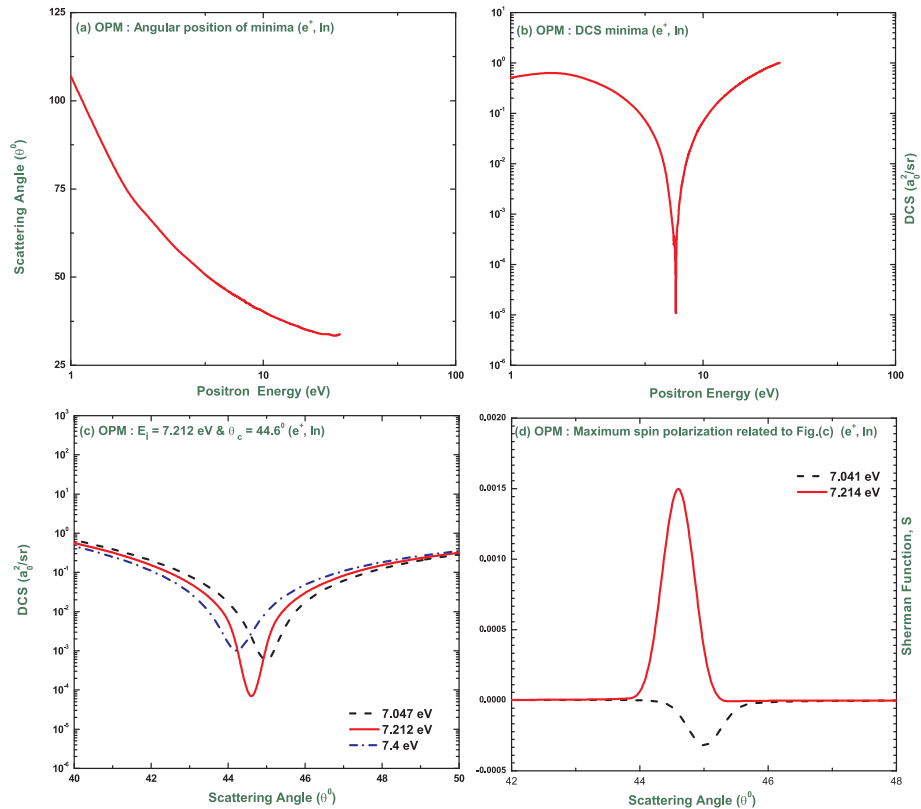 (a) OPM : Angular position of minima (e⁺, In)
125
100
75
50
25
Scattering Angle (θ⁰)
1
10
100
Positron Energy (eV)
(b) OPM : DCS minima (e⁺, In)
10¹
10⁰
10⁻¹
10⁻²
10⁻³
10⁻⁴
10⁻⁵
10⁻⁶
DCS (a₀²/sr)
1
10
100
Positron Energy (eV)
(c) OPM : Eᵢ = 7.212 eV & θ_c = 44.6⁰ (e⁺, In)
10³
10²
10¹
10⁰
10⁻¹
10⁻²
10⁻³
10⁻⁴
10⁻⁵
10⁻⁶
DCS (a₀²/sr)
7.047 eV
7.212 eV
7.4 eV
40
42
44
46
48
50
Scattering Angle (θ⁰)
(d) OPM : Maximum spin polarization related to Fig.(c) (e⁺, In)
0.0020
0.0015
0.0010
0.0005
0.0000
-0.0005
Sherman Function, S
7.041 eV
7.214 eV
42
44
46
48
Scattering Angle (θ⁰)